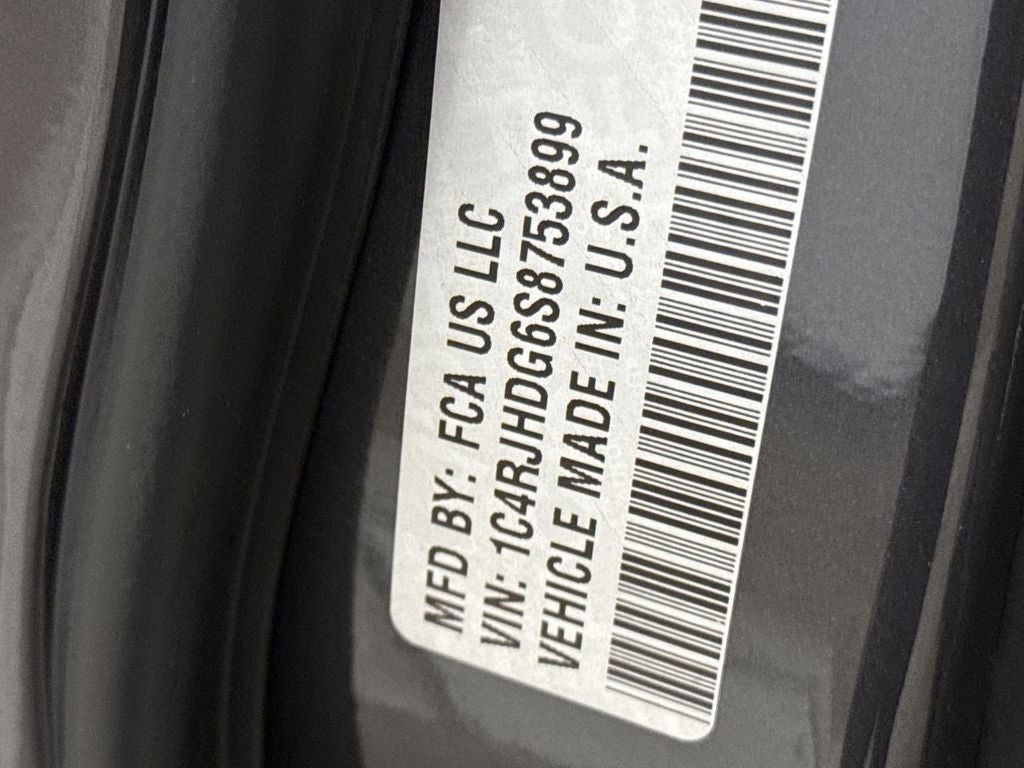 MFD BY: FCA US LLC
VIN: 1C4RJHDG6S8753899
VEHICLE MADE IN: U.S.A.